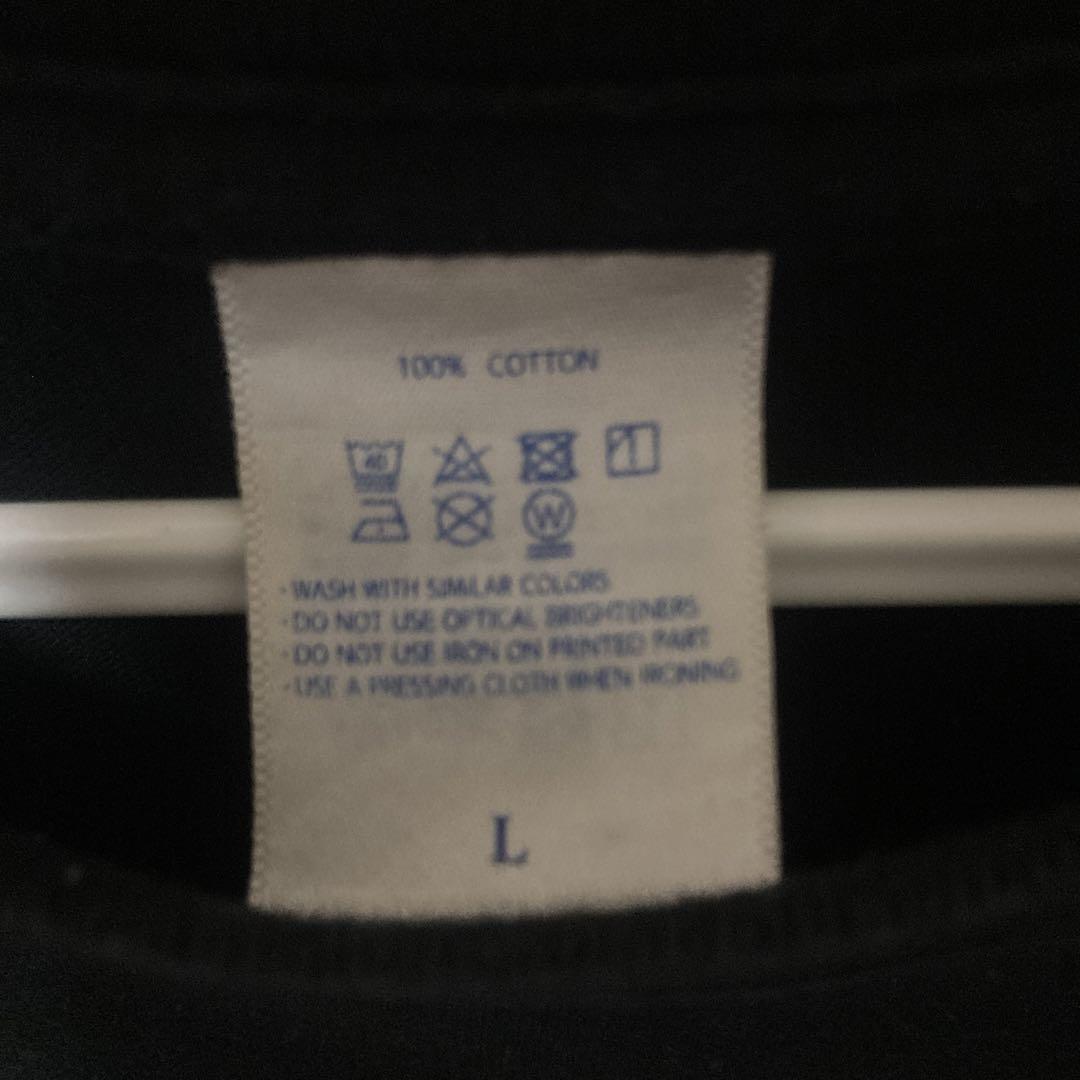 100% COTTON
40
W
· WASH WITH SIMILAR COLORS
· DO NOT USE OPTICAL BRIGHTENERS
· DO NOT USE IRON ON PRINTED PART
· USE A PRESSING CLOTH WHEN IRONING
L